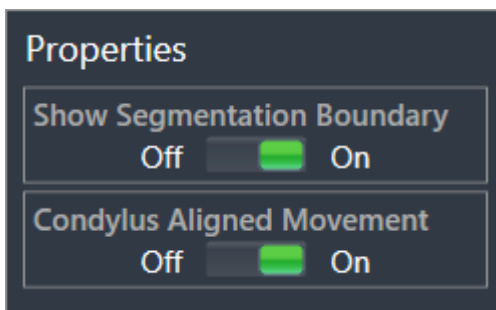 Properties
Show Segmentation Boundary
Off On
Condylus Aligned Movement
Off On